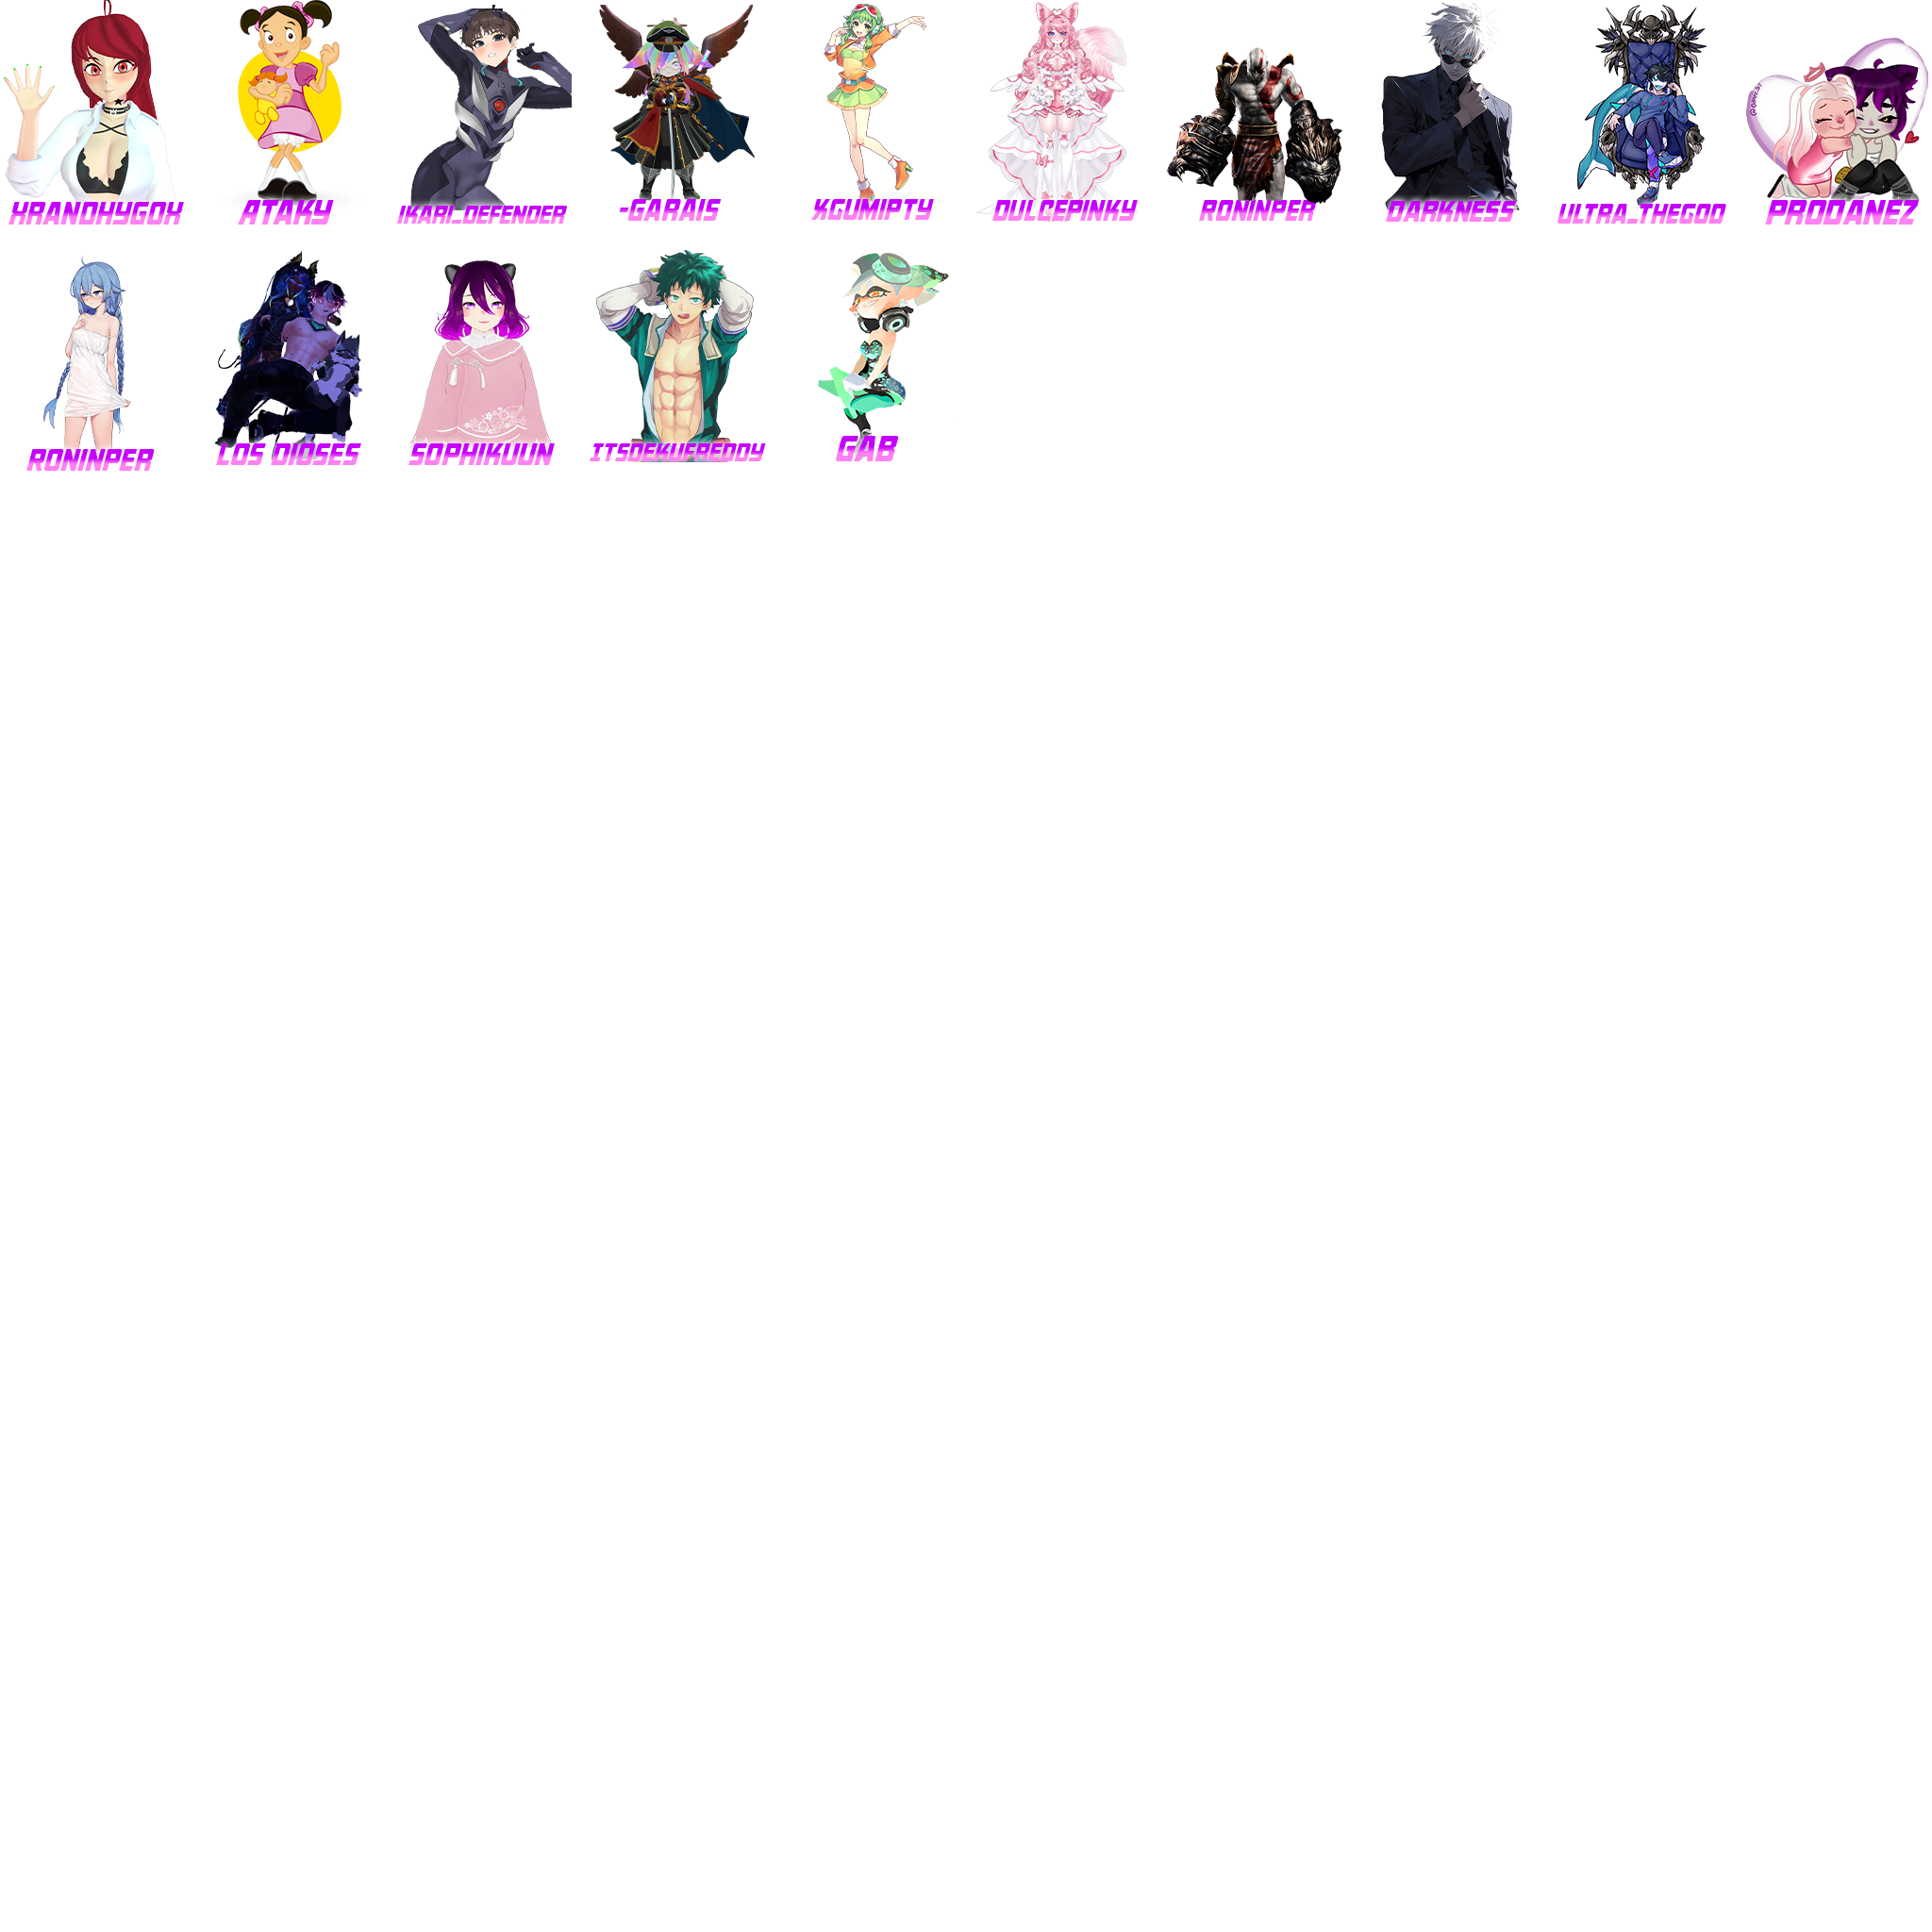 XRANDHYGOX
ATAKY
IKARI_DEFENDER
-GARAIS
XGUMIPTY
DULCEPINKY
RONINPER
DARKNESS
ULTRA_THEGOD
PRODANEZ
RONINPER
LOS DIOSES
SOPHIKUUN
ITSDEKUFREDDY
GAB